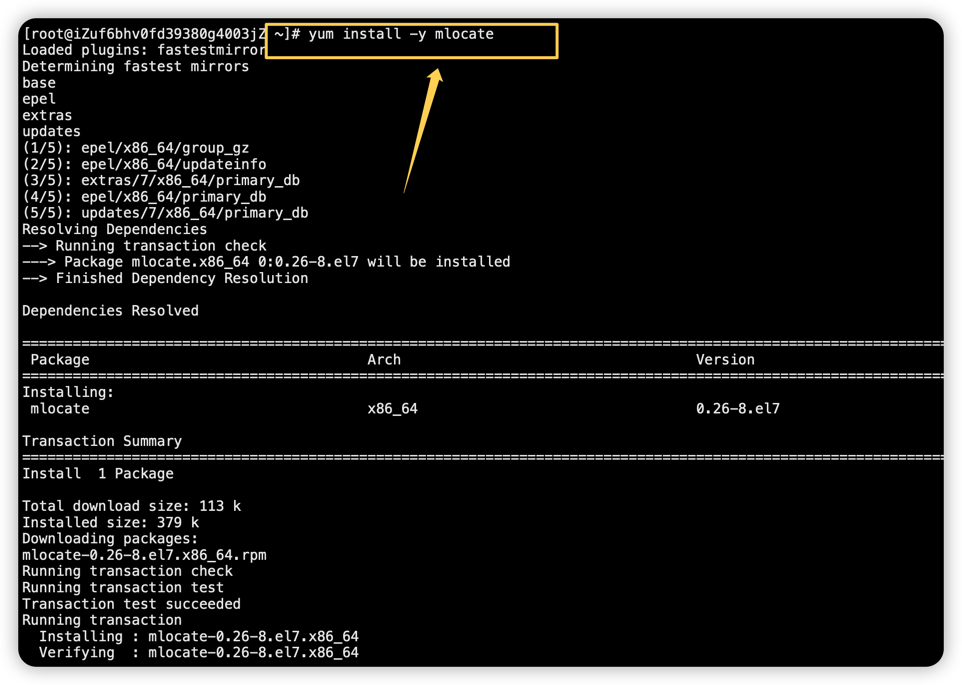 [root@iZuf6bhv0fd39380g4003jZ ~]# yum install -y mlocate
Loaded plugins: fastestmirror
Determining fastest mirrors
base
epel
extras
updates
(1/5): epel/x86_64/group_gz
(2/5): epel/x86_64/updateinfo
(3/5): extras/7/x86_64/primary_db
(4/5): epel/x86_64/primary_db
(5/5): updates/7/x86_64/primary_db
Resolving Dependencies
--> Running transaction check
---> Package mlocate.x86_64 0:0.26-8.el7 will be installed
--> Finished Dependency Resolution

Dependencies Resolved

================================================================================
 Package                                 Arch                                   Version
================================================================================
Installing:
 mlocate                                 x86_64                                 0.26-8.el7

Transaction Summary
================================================================================
Install  1 Package

Total download size: 113 k
Installed size: 379 k
Downloading packages:
mlocate-0.26-8.el7.x86_64.rpm
Running transaction check
Running transaction test
Transaction test succeeded
Running transaction
  Installing : mlocate-0.26-8.el7.x86_64
  Verifying  : mlocate-0.26-8.el7.x86_64